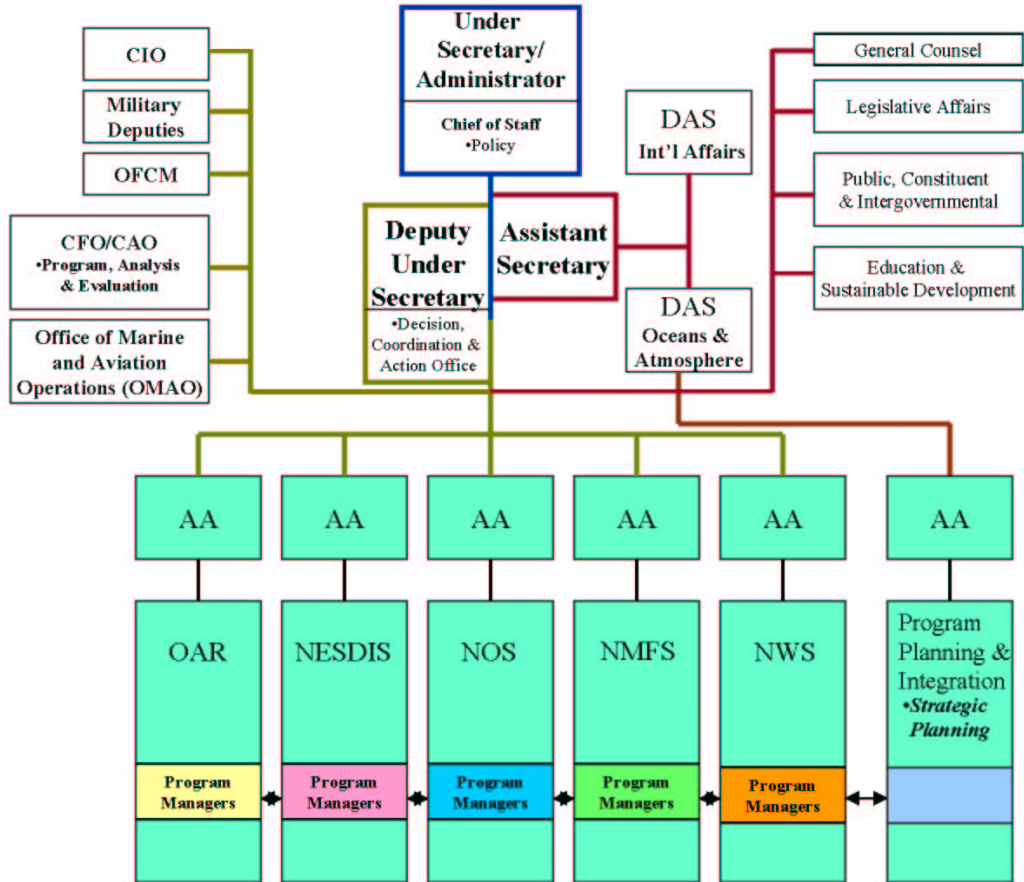 CIO
Military
Deputies
OFCM
CFO/CAO
•Program, Analysis
& Evaluation
Office of Marine
and Aviation
Operations (OMAO)
Under
Secretary/
Administrator
Chief of Staff
•Policy
Deputy
Under
Secretary
•Decision,
Coordination &
Action Office
Assistant
Secretary
DAS
Int'l Affairs
DAS
Oceans &
Atmosphere
General Counsel
Legislative Affairs
Public, Constituent
& Intergovernmental
Education &
Sustainable Development
AA
AA
AA
AA
AA
AA
OAR
NESDIS
NOS
NMFS
NWS
Program
Planning &
Integration
•Strategic
Planning
Program
Managers
Program
Managers
Program
Managers
Program
Managers
Program
Managers